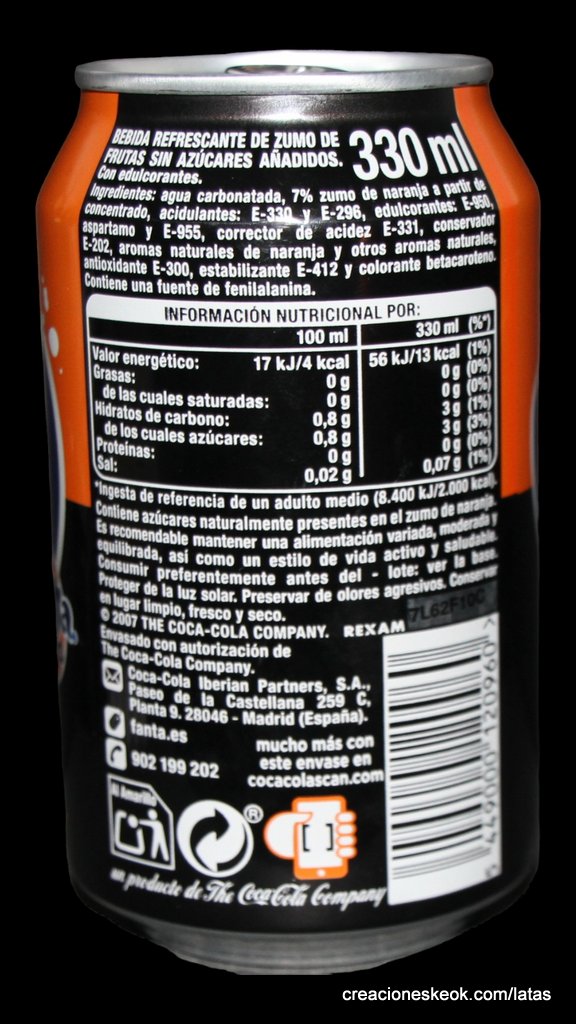 BEBIDA REFRESCANTE DE ZUMO DE
FRUTAS SIN AZÚCARES AÑADIDOS.
330 ml
Con edulcorantes.
Ingredientes: agua carbonatada, 7% zumo de naranja a partir de
concentrado, acidulantes: E-330 y E-296, edulcorantes: E-950,
aspartamo y E-955, corrector de acidez E-331, conservador
E-202, aromas naturales de naranja y otros aromas naturales,
antioxidante E-300, estabilizante E-412 y colorante betacaroteno.
Contiene una fuente de fenilalanina.
INFORMACIÓN NUTRICIONAL POR:
100 ml 330 ml (%*)
Valor energético: 17 kJ/4 kcal 56 kJ/13 kcal (1%)
Grasas: 0 g 0 g (0%)
de las cuales saturadas: 0 g 0 g (0%)
Hidratos de carbono: 0,8 g 3 g (1%)
de los cuales azúcares: 0,8 g 3 g (3%)
Proteínas: 0 g 0 g (0%)
Sal: 0,02 g 0,07 g (1%)
*Ingesta de referencia de un adulto medio (8.400 kJ/2.000 kcal).
Contiene azúcares naturalmente presentes en el zumo de naranja.
Es recomendable mantener una alimentación variada, moderada y
equilibrada, así como un estilo de vida activo y saludable.
Consumir preferentemente antes del - lote: ver la base.
Proteger de la luz solar. Preservar de olores agresivos. Conservar
en lugar limpio, fresco y seco.
7L62F10C
© 2007 THE COCA-COLA COMPANY. REXAM
Envasado con autorización de
The Coca-Cola Company.
Coca-Cola Iberian Partners, S.A.,
Paseo de la Castellana 259 C,
Planta 9. 28046 - Madrid (España).
fanta.es
902 199 202
mucho más con
este envase en
cocacolascan.com
Al Amarillo
®
un producto de The Coca-Cola Company
5 449000 120960 >
creacioneskeok.com/latas